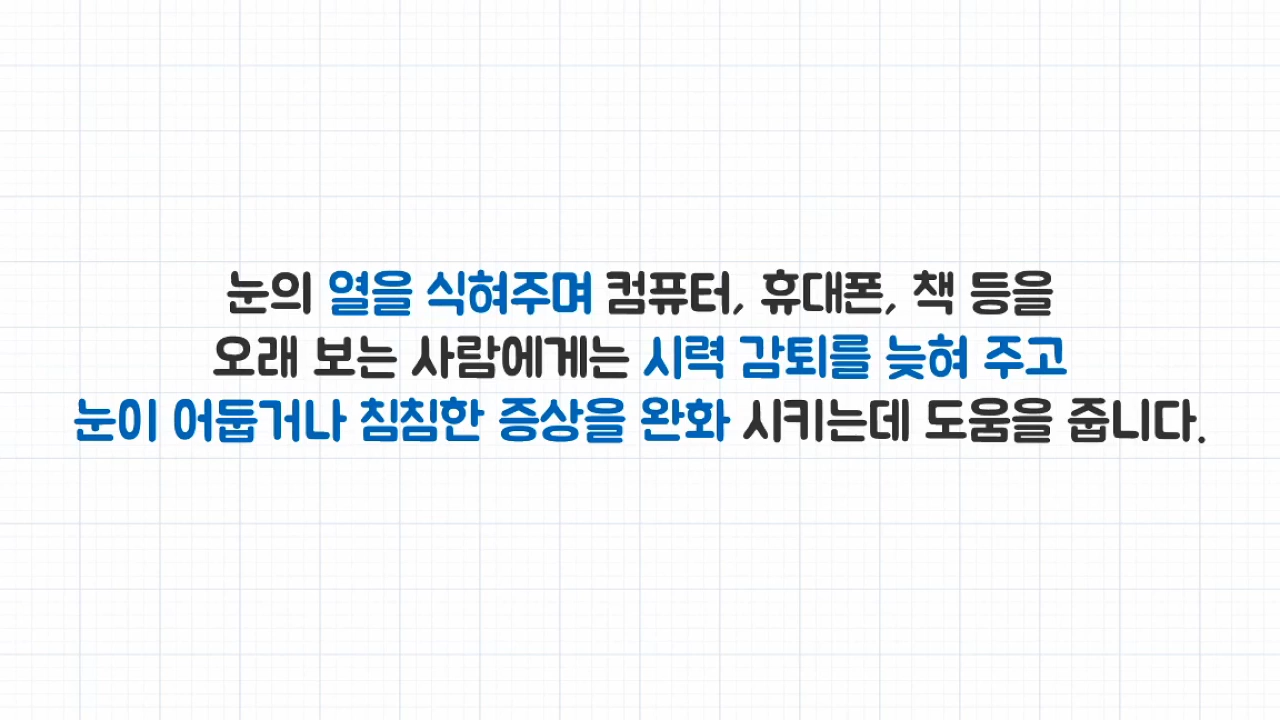 눈의 열을 식혀주며 컴퓨터, 휴대폰, 책 등을
오래 보는 사람에게는 시력 감퇴를 늦혀 주고
눈이 어둡거나 침침한 증상을 완화 시키는데 도움을 줍니다.